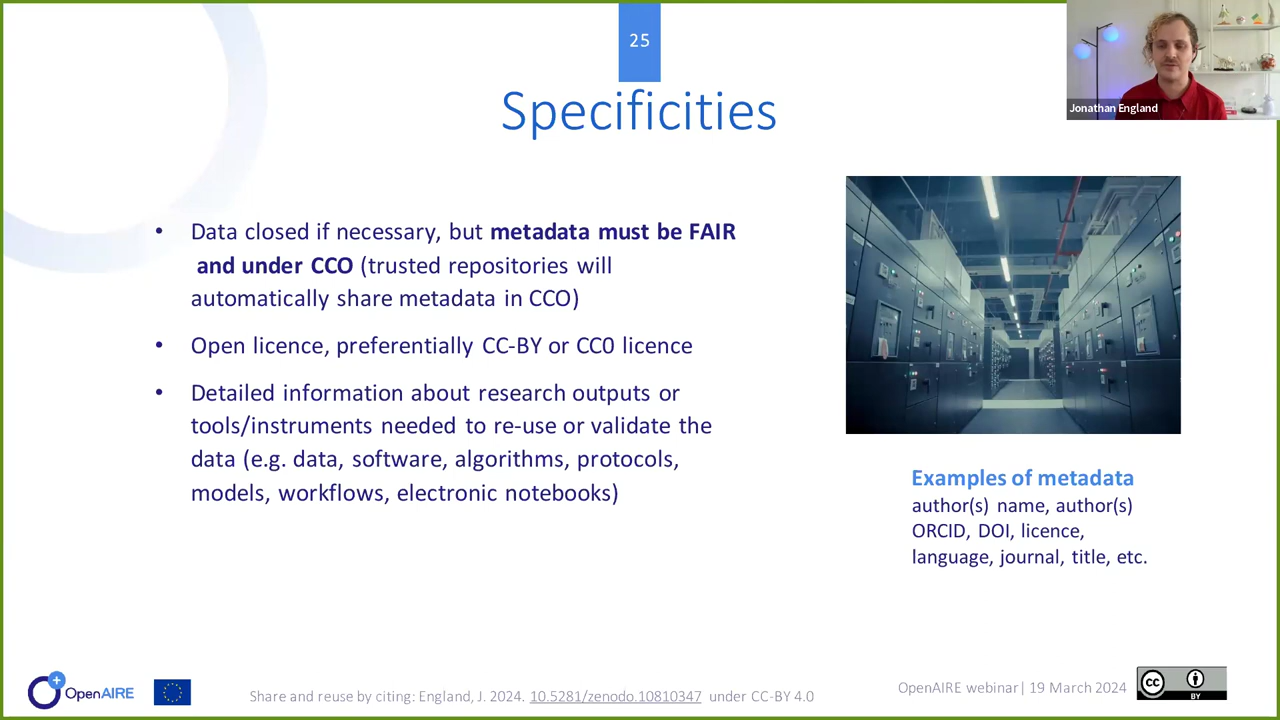 25
Jonathan England
Specificities
• Data closed if necessary, but metadata must be FAIR
and under CCO (trusted repositories will
automatically share metadata in CCO)
• Open licence, preferentially CC-BY or CC0 licence
• Detailed information about research outputs or
tools/instruments needed to re-use or validate the
data (e.g. data, software, algorithms, protocols,
models, workflows, electronic notebooks)
Examples of metadata
author(s) name, author(s)
ORCID, DOI, licence,
language, journal, title, etc.
OpenAIRE
Share and reuse by citing: England, J. 2024. 10.5281/zenodo.10810347 under CC-BY 4.0
OpenAIRE webinar| 19 March 2024
CC
BY